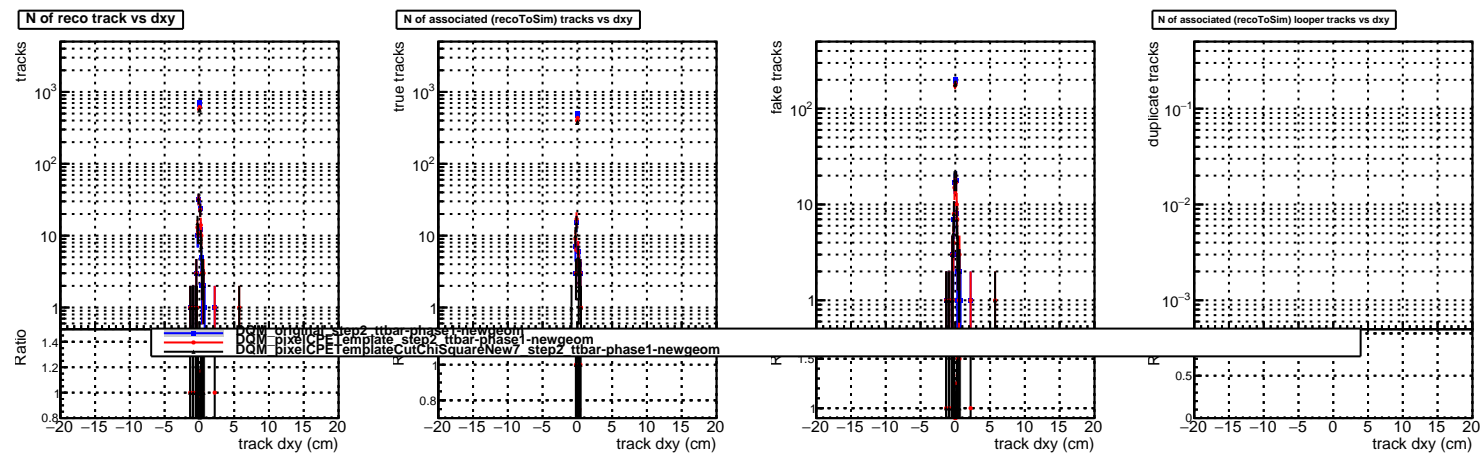 N of reco track vs dxy
N of associated (recoToSim) tracks vs dxy
N of associated (recoToSim) looper tracks vs dxy
tracks
10³
10²
10
1
Ratio
1.4
1.2
1
0.8
−20 −15 −10 −5 0 5 10 15 20
track dxy (cm)
true tracks
10³
10²
10
1
1
0.8
−20 −15 −10 −5 0 5 10 15 20
track dxy (cm)
fake tracks
10²
10
1
1.5
1
−20 −15 −10 −5 0 5 10 15 20
track dxy (cm)
duplicate tracks
10⁻¹
10⁻²
10⁻³
0.5
0
−20 −15 −10 −5 0 5 10 15 20
track dxy (cm)
DQM_original_step2_ttbar-phase1-newgeom
DQM_pixelCPETemplate_step2_ttbar-phase1-newgeom
DQM_pixelCPETemplateCutChiSquareNew7_step2_ttbar-phase1-newgeom